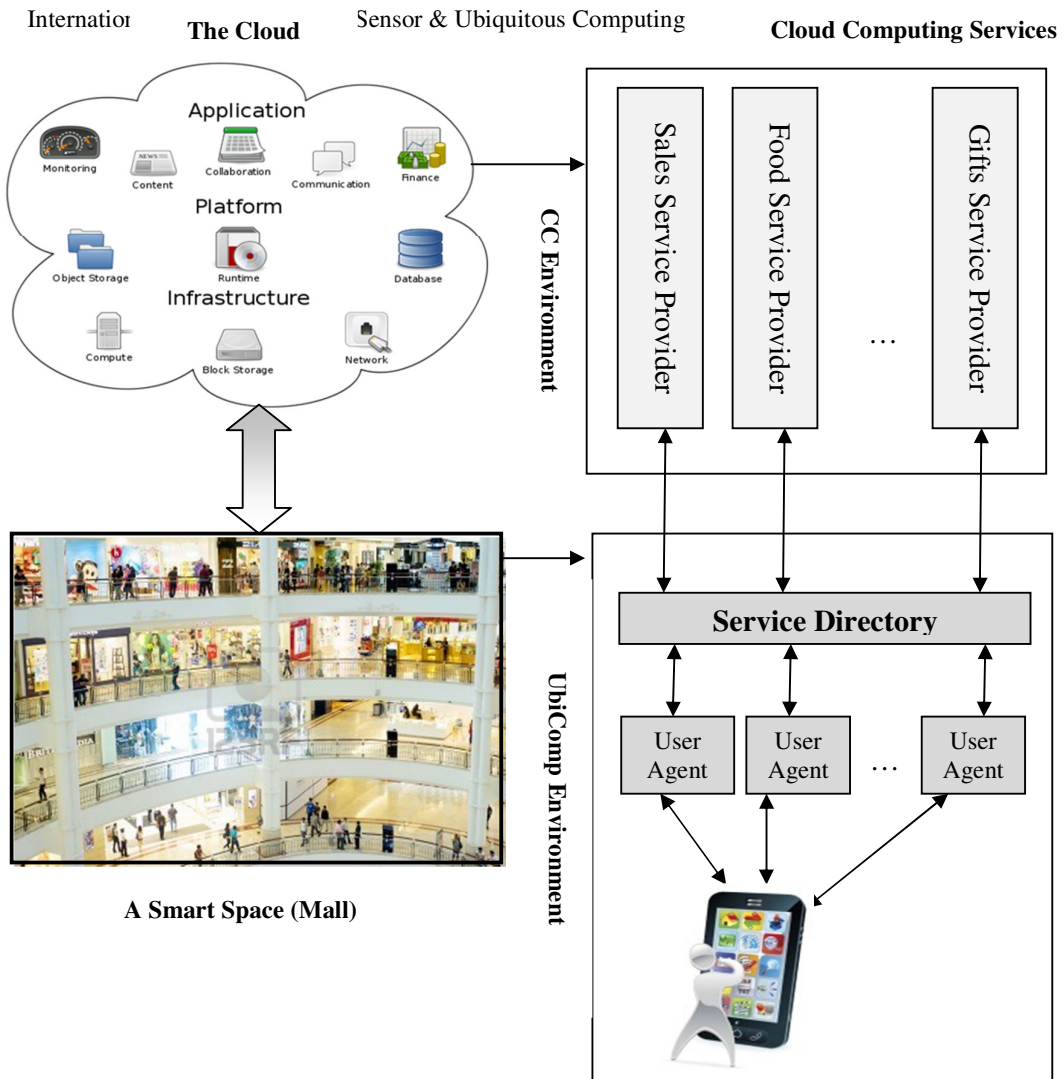 Internatio
Sensor & Ubiquitous Computing
The Cloud
Cloud Computing Services
Application
Monitoring
NEWS
Content
Collaboration
Communication
Finance
Platform
Object Storage
Runtime
Database
Infrastructure
Compute
Block Storage
Network
CC Environment
Sales Service Provider
Food Service Provider
…
Gifts Service Provider
A Smart Space (Mall)
UbiComp Environment
Service Directory
User
Agent
User
Agent
…
User
Agent